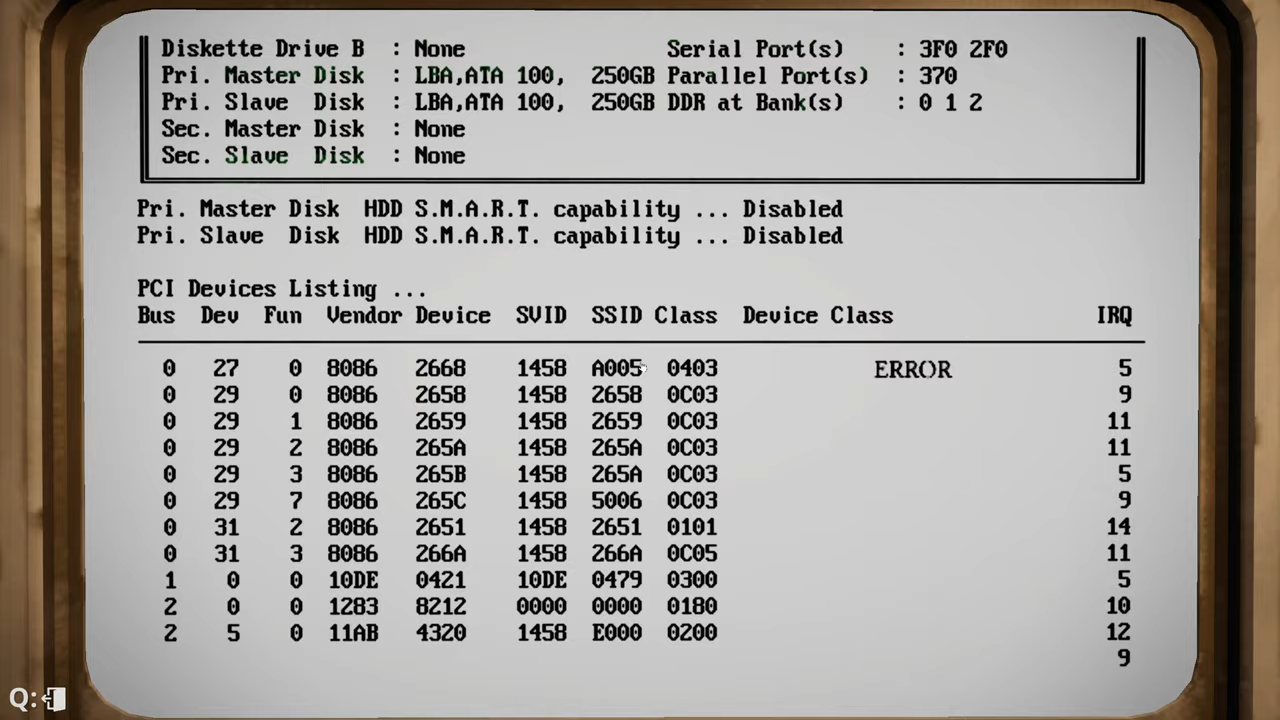 Diskette Drive B : None Serial Port(s) : 3F0 2F0
Pri. Master Disk : LBA,ATA 100, 250GB Parallel Port(s) : 370
Pri. Slave Disk : LBA,ATA 100, 250GB DDR at Bank(s) : 0 1 2
Sec. Master Disk : None
Sec. Slave Disk : None
Pri. Master Disk HDD S.M.A.R.T. capability ... Disabled
Pri. Slave Disk HDD S.M.A.R.T. capability ... Disabled
PCI Devices Listing ...
Bus Dev Fun Vendor Device SVID SSID Class Device Class IRQ
0 27 0 8086 2668 1458 A005 0403 ERROR 5
0 29 0 8086 2658 1458 2658 0C03 9
0 29 1 8086 2659 1458 2659 0C03 11
0 29 2 8086 265A 1458 265A 0C03 11
0 29 3 8086 265B 1458 265A 0C03 5
0 29 7 8086 265C 1458 5006 0C03 9
0 31 2 8086 2651 1458 2651 0101 14
0 31 3 8086 266A 1458 266A 0C05 11
1 0 0 10DE 0421 10DE 0479 0300 5
2 0 0 1283 8212 0000 0000 0180 10
2 5 0 11AB 4320 1458 E000 0200 12
9
Q: